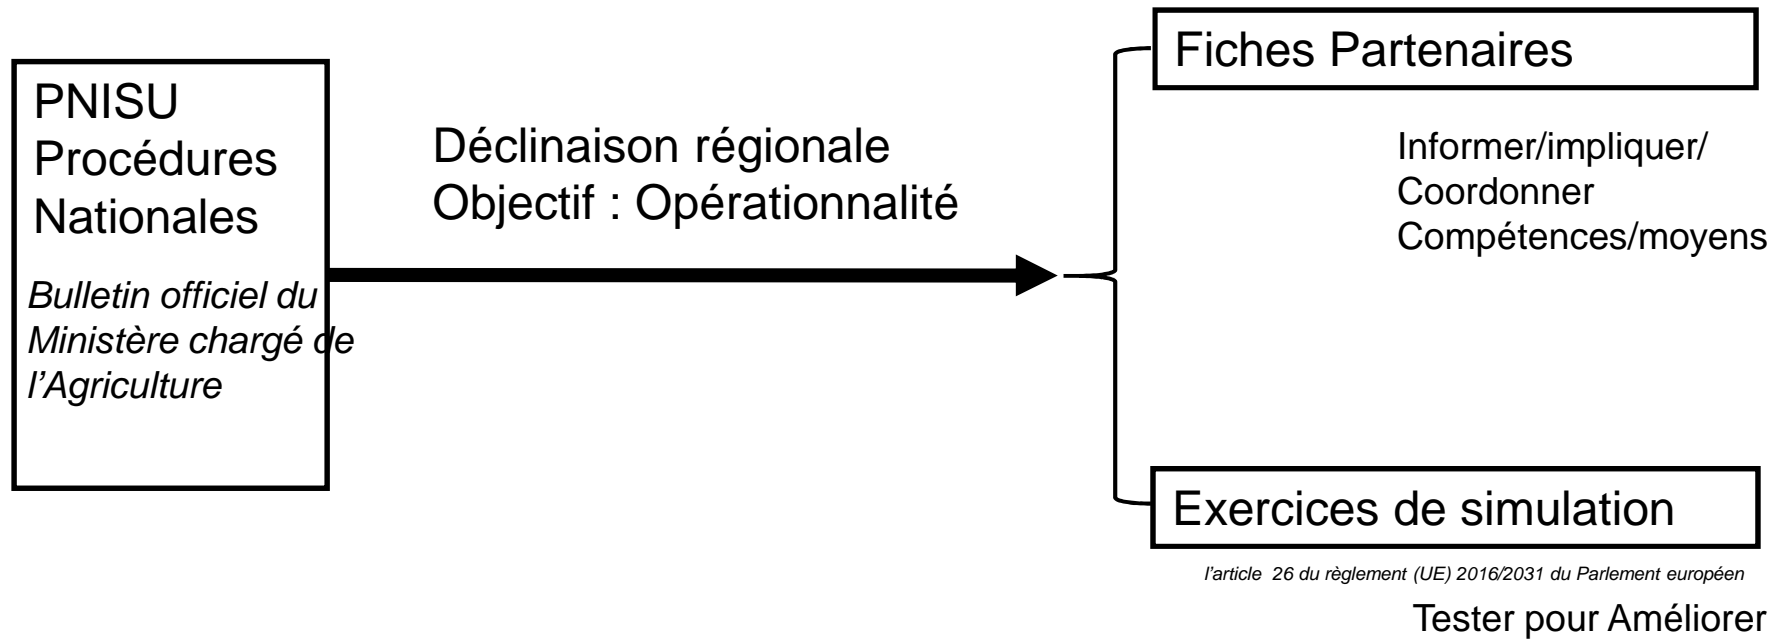 PNISU
Procédures
Nationales
Bulletin officiel du
Ministère chargé de
l’Agriculture
Déclinaison régionale
Objectif : Opérationnalité
Fiches Partenaires
Informer/impliquer/
Coordonner
Compétences/moyens
Exercices de simulation
l’article 26 du règlement (UE) 2016/2031 du Parlement européen
Tester pour Améliorer